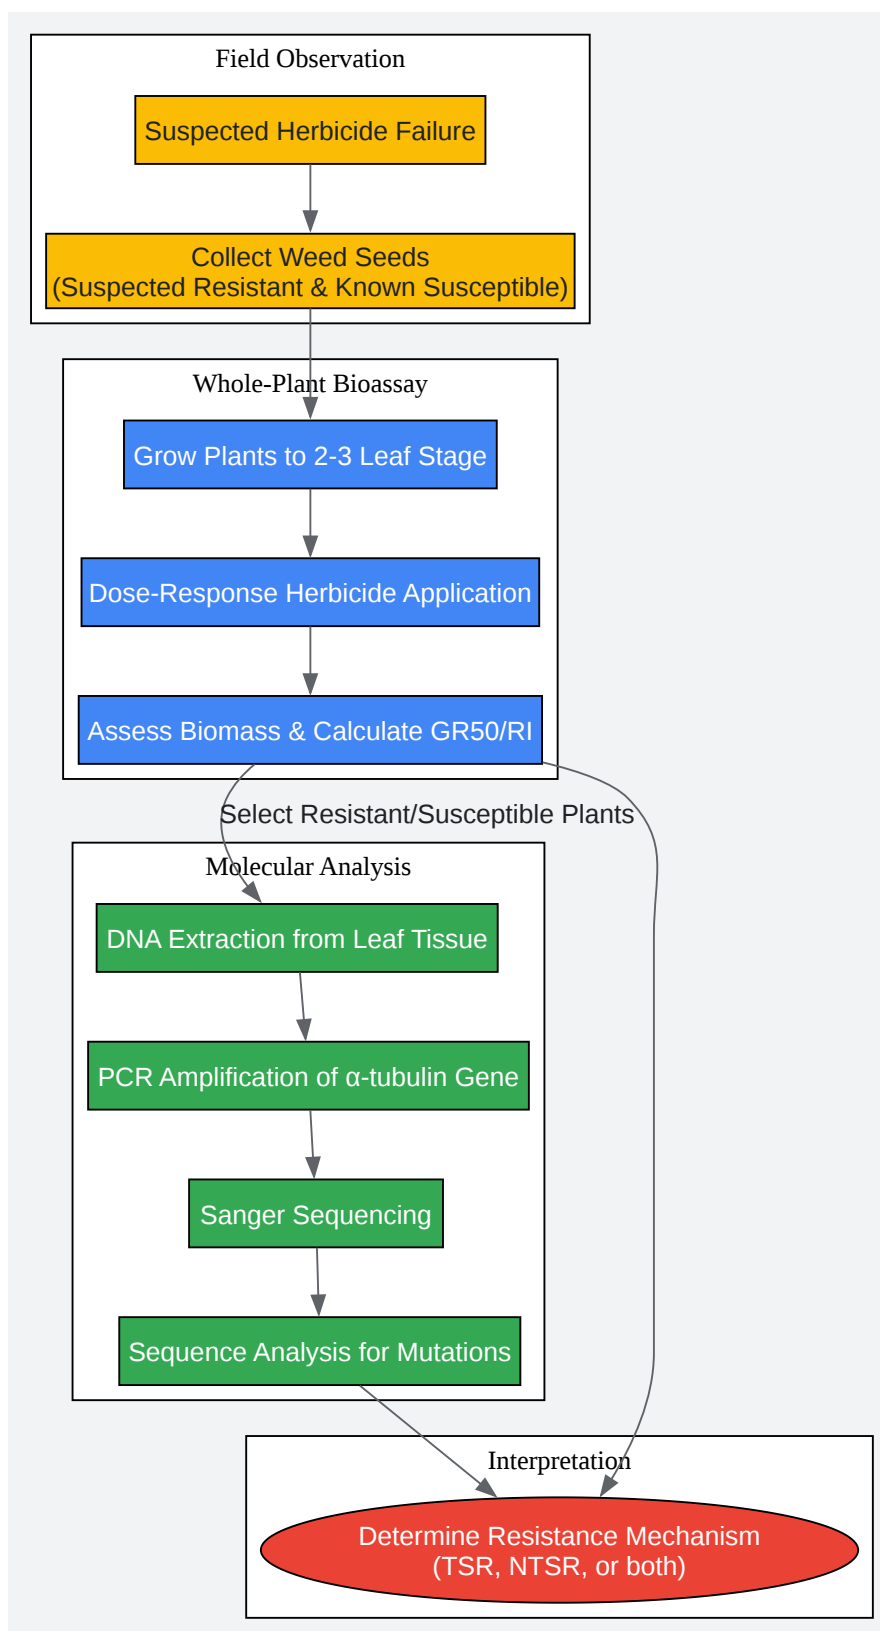 Field Observation
Suspected Herbicide Failure
Collect Weed Seeds
(Suspected Resistant & Known Susceptible)
Whole-Plant Bioassay
Grow Plants to 2-3 Leaf Stage
Dose-Response Herbicide Application
Assess Biomass & Calculate GR50/RI
Select Resistant/Susceptible Plants
Molecular Analysis
DNA Extraction from Leaf Tissue
PCR Amplification of α-tubulin Gene
Sanger Sequencing
Sequence Analysis for Mutations
Interpretation
Determine Resistance Mechanism
(TSR, NTSR, or both)